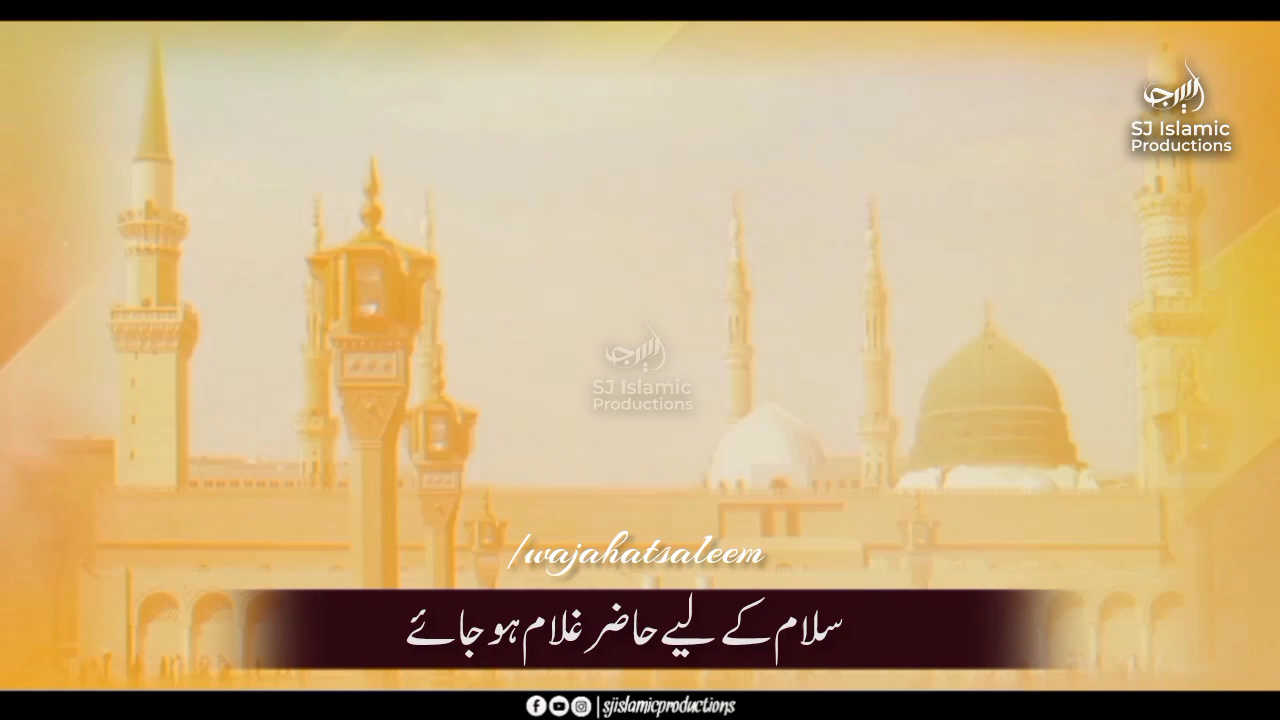 SJ Islamic
Productions
SJ Islamic
Productions
/wajahatsaleem
سلام کے لیے حاضر غلام ہو جائے
|sjislamicproductions